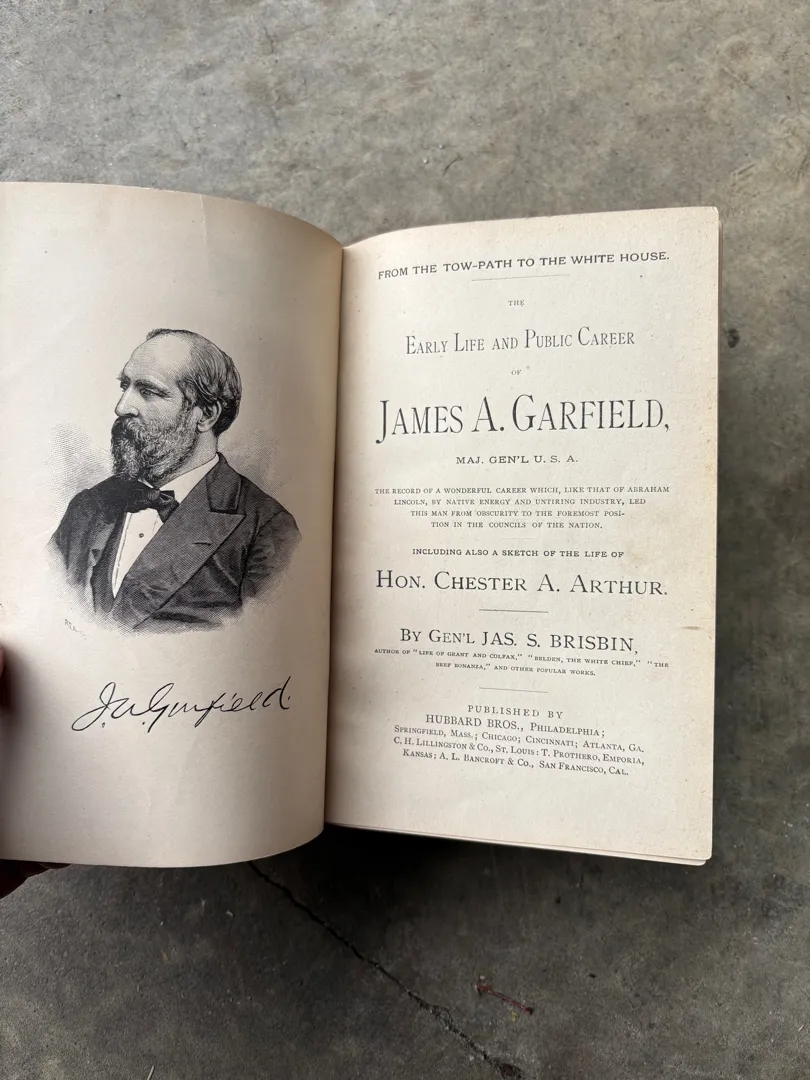 J. A. Garfield.
FROM THE TOW-PATH TO THE WHITE HOUSE.
THE
EARLY LIFE AND PUBLIC CAREER
OF
JAMES A. GARFIELD,
MAJ. GEN'L U. S. A.
THE RECORD OF A WONDERFUL CAREER WHICH, LIKE THAT OF ABRAHAM
LINCOLN, BY NATIVE ENERGY AND UNTIRING INDUSTRY, LED
THIS MAN FROM OBSCURITY TO THE FOREMOST POSI-
TION IN THE COUNCILS OF THE NATION.
INCLUDING ALSO A SKETCH OF THE LIFE OF
HON. CHESTER A. ARTHUR.
BY GEN'L JAS. S. BRISBIN,
AUTHOR OF "LIFE OF GRANT AND COLFAX," "BELDEN, THE WHITE CHIEF," "THE
BEEF BONANZA," AND OTHER POPULAR WORKS.
PUBLISHED BY
HUBBARD BROS., PHILADELPHIA;
SPRINGFIELD, MASS.; CHICAGO; CINCINNATI; ATLANTA, GA.
C. H. LILLINGSTON & CO., ST. LOUIS: T. PROTHERO, EMPORIA,
KANSAS; A. L. BANCROFT & CO., SAN FRANCISCO, CAL.